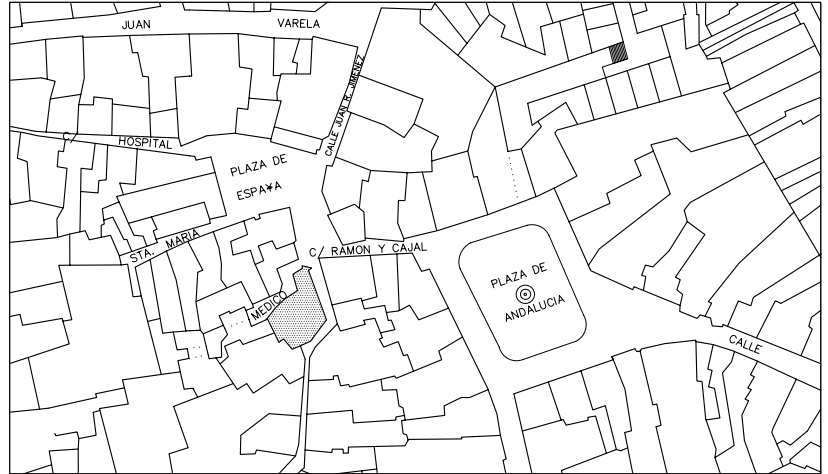 JUAN VARELA
CALLE JUAN R. JIMENEZ
C/ HOSPITAL
PLAZA DE
ESPA¥A
STA. MARIA
C/ RAMON Y CAJAL
MEDICO
PLAZA DE
ANDALUCIA
CALLE